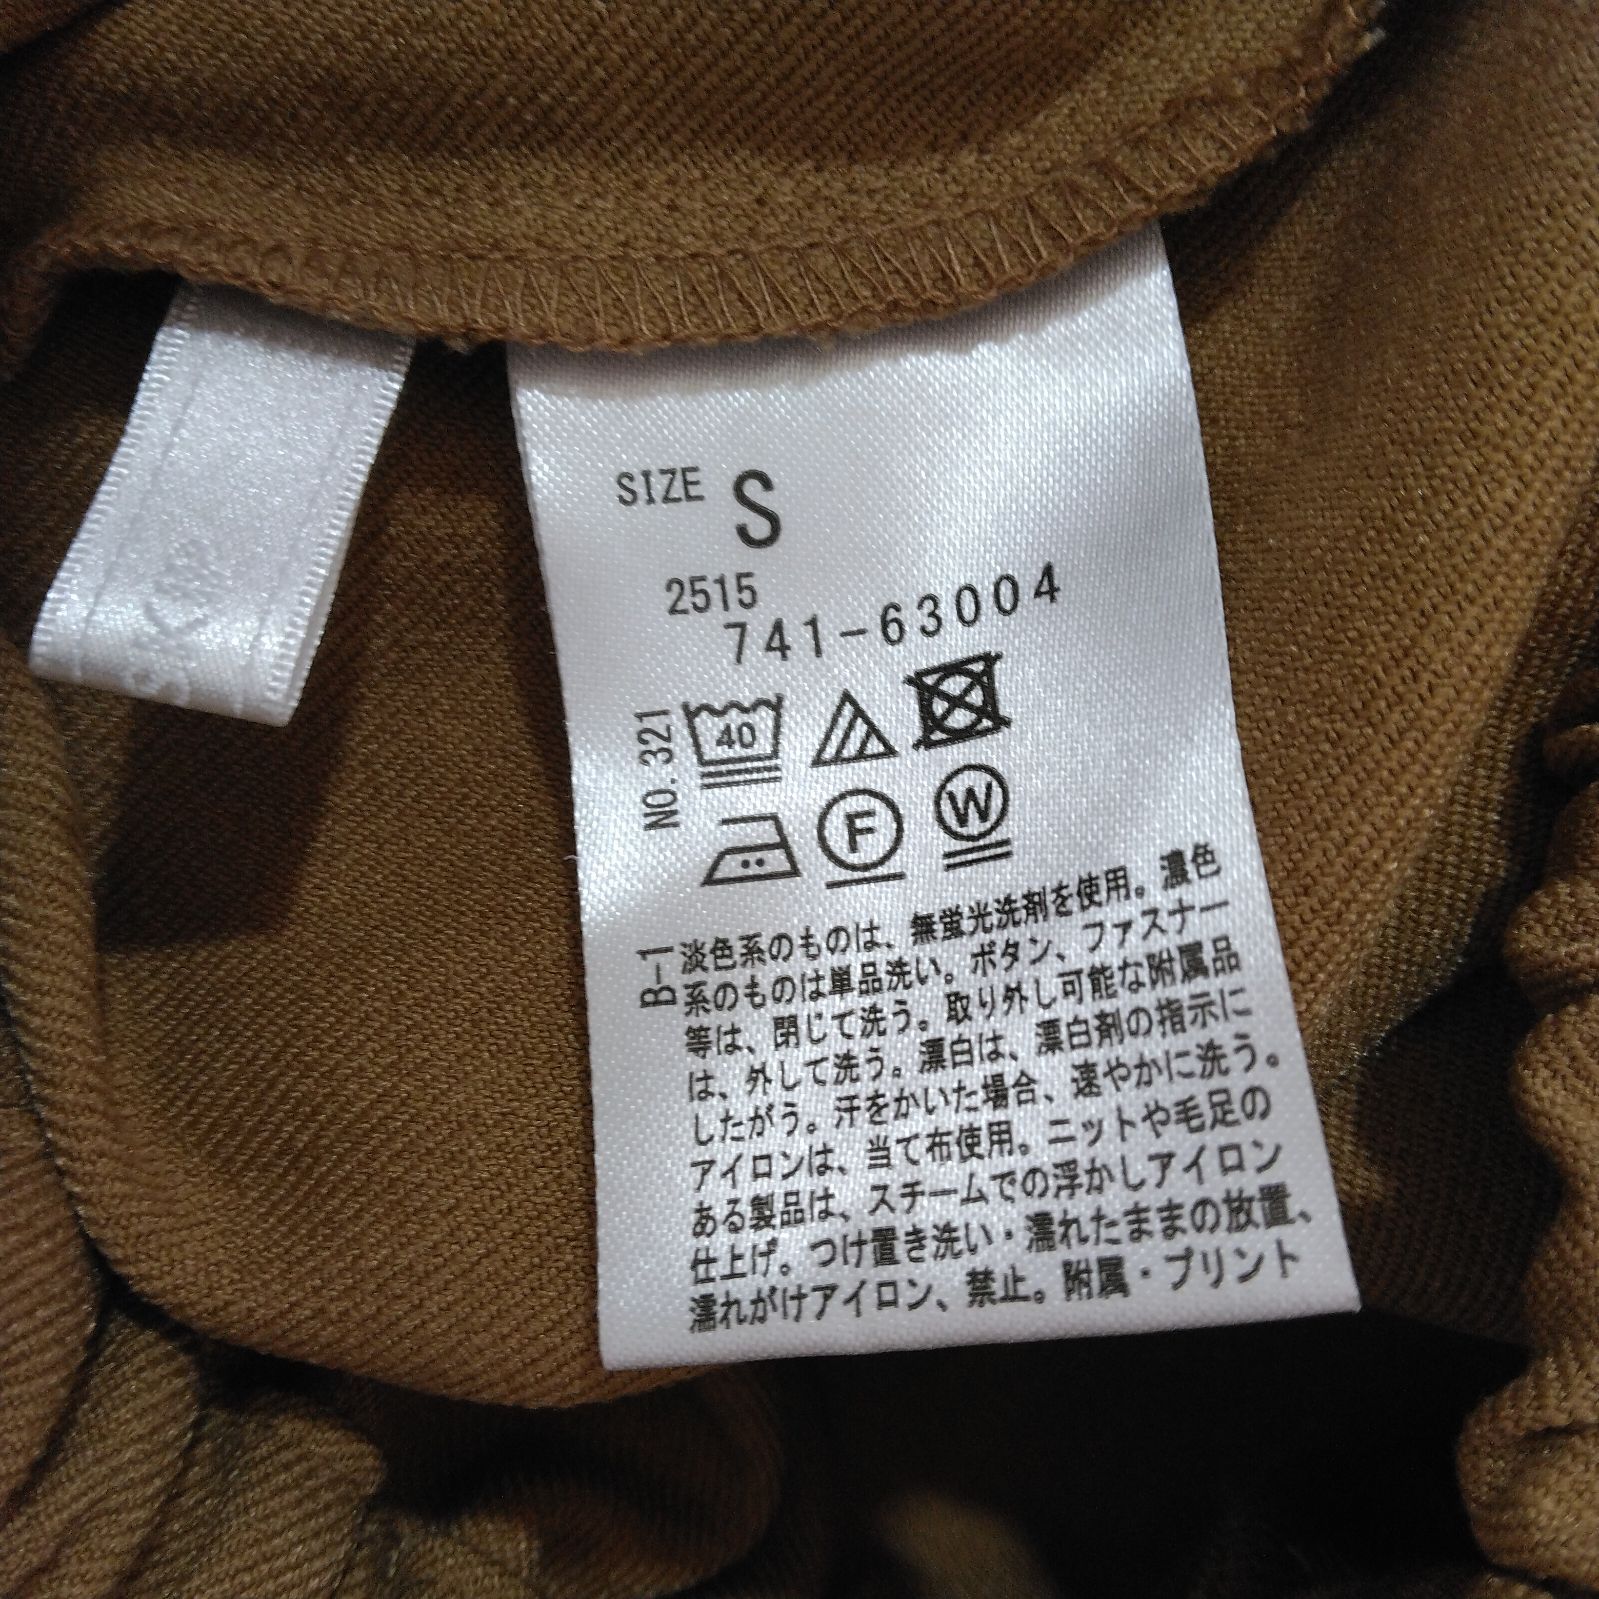 SIZE S
2515
741-63004
NO.321
40
F W
B-1
淡色系のものは、無蛍光洗剤を使用。濃色
系のものは単品洗い。ボタン、ファスナー
等は、閉じて洗う。取り外し可能な附属品
は、外して洗う。漂白は、漂白剤の指示に
したがう。汗をかいた場合、速やかに洗う。
アイロンは、当て布使用。ニットや毛足の
ある製品は、スチームでの浮かしアイロン
仕上げ。つけ置き洗い・濡れたままの放置、
濡れがけアイロン、禁止。附属・プリント